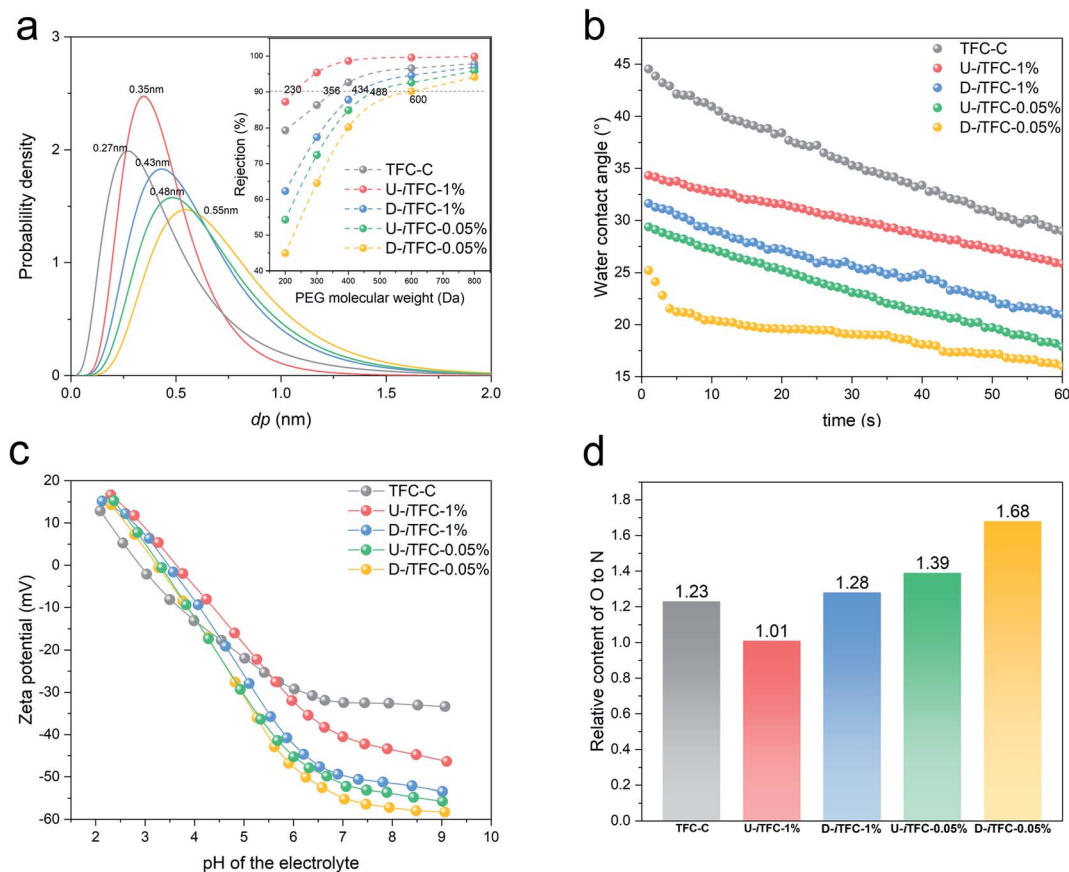 a
Probability density
3
2
1
0
0.0
0.5
1.0
1.5
2.0
dp (nm)
0.27nm
0.35nm
0.43nm
0.48nm
0.55nm
Rejection (%)
100
90
80
70
60
50
40
200
300
400
500
600
700
800
PEG molecular weight (Da)
230
356
434
488
600
TFC-C
U-iTFC-1%
D-iTFC-1%
U-iTFC-0.05%
D-iTFC-0.05%
b
Water contact angle (°)
45
40
35
30
25
20
15
0
10
20
30
40
50
60
time (s)
TFC-C
U-iTFC-1%
D-iTFC-1%
U-iTFC-0.05%
D-iTFC-0.05%
c
Zeta potential (mV)
20
10
0
-10
-20
-30
-40
-50
-60
2
3
4
5
6
7
8
9
10
pH of the electrolyte
TFC-C
U-iTFC-1%
D-iTFC-1%
U-iTFC-0.05%
D-iTFC-0.05%
d
Relative content of O to N
1.8
1.6
1.4
1.2
1.0
0.8
0.6
0.4
0.2
0.0
1.23
1.01
1.28
1.39
1.68
TFC-C
U-iTFC-1%
D-iTFC-1%
U-iTFC-0.05%
D-iTFC-0.05%